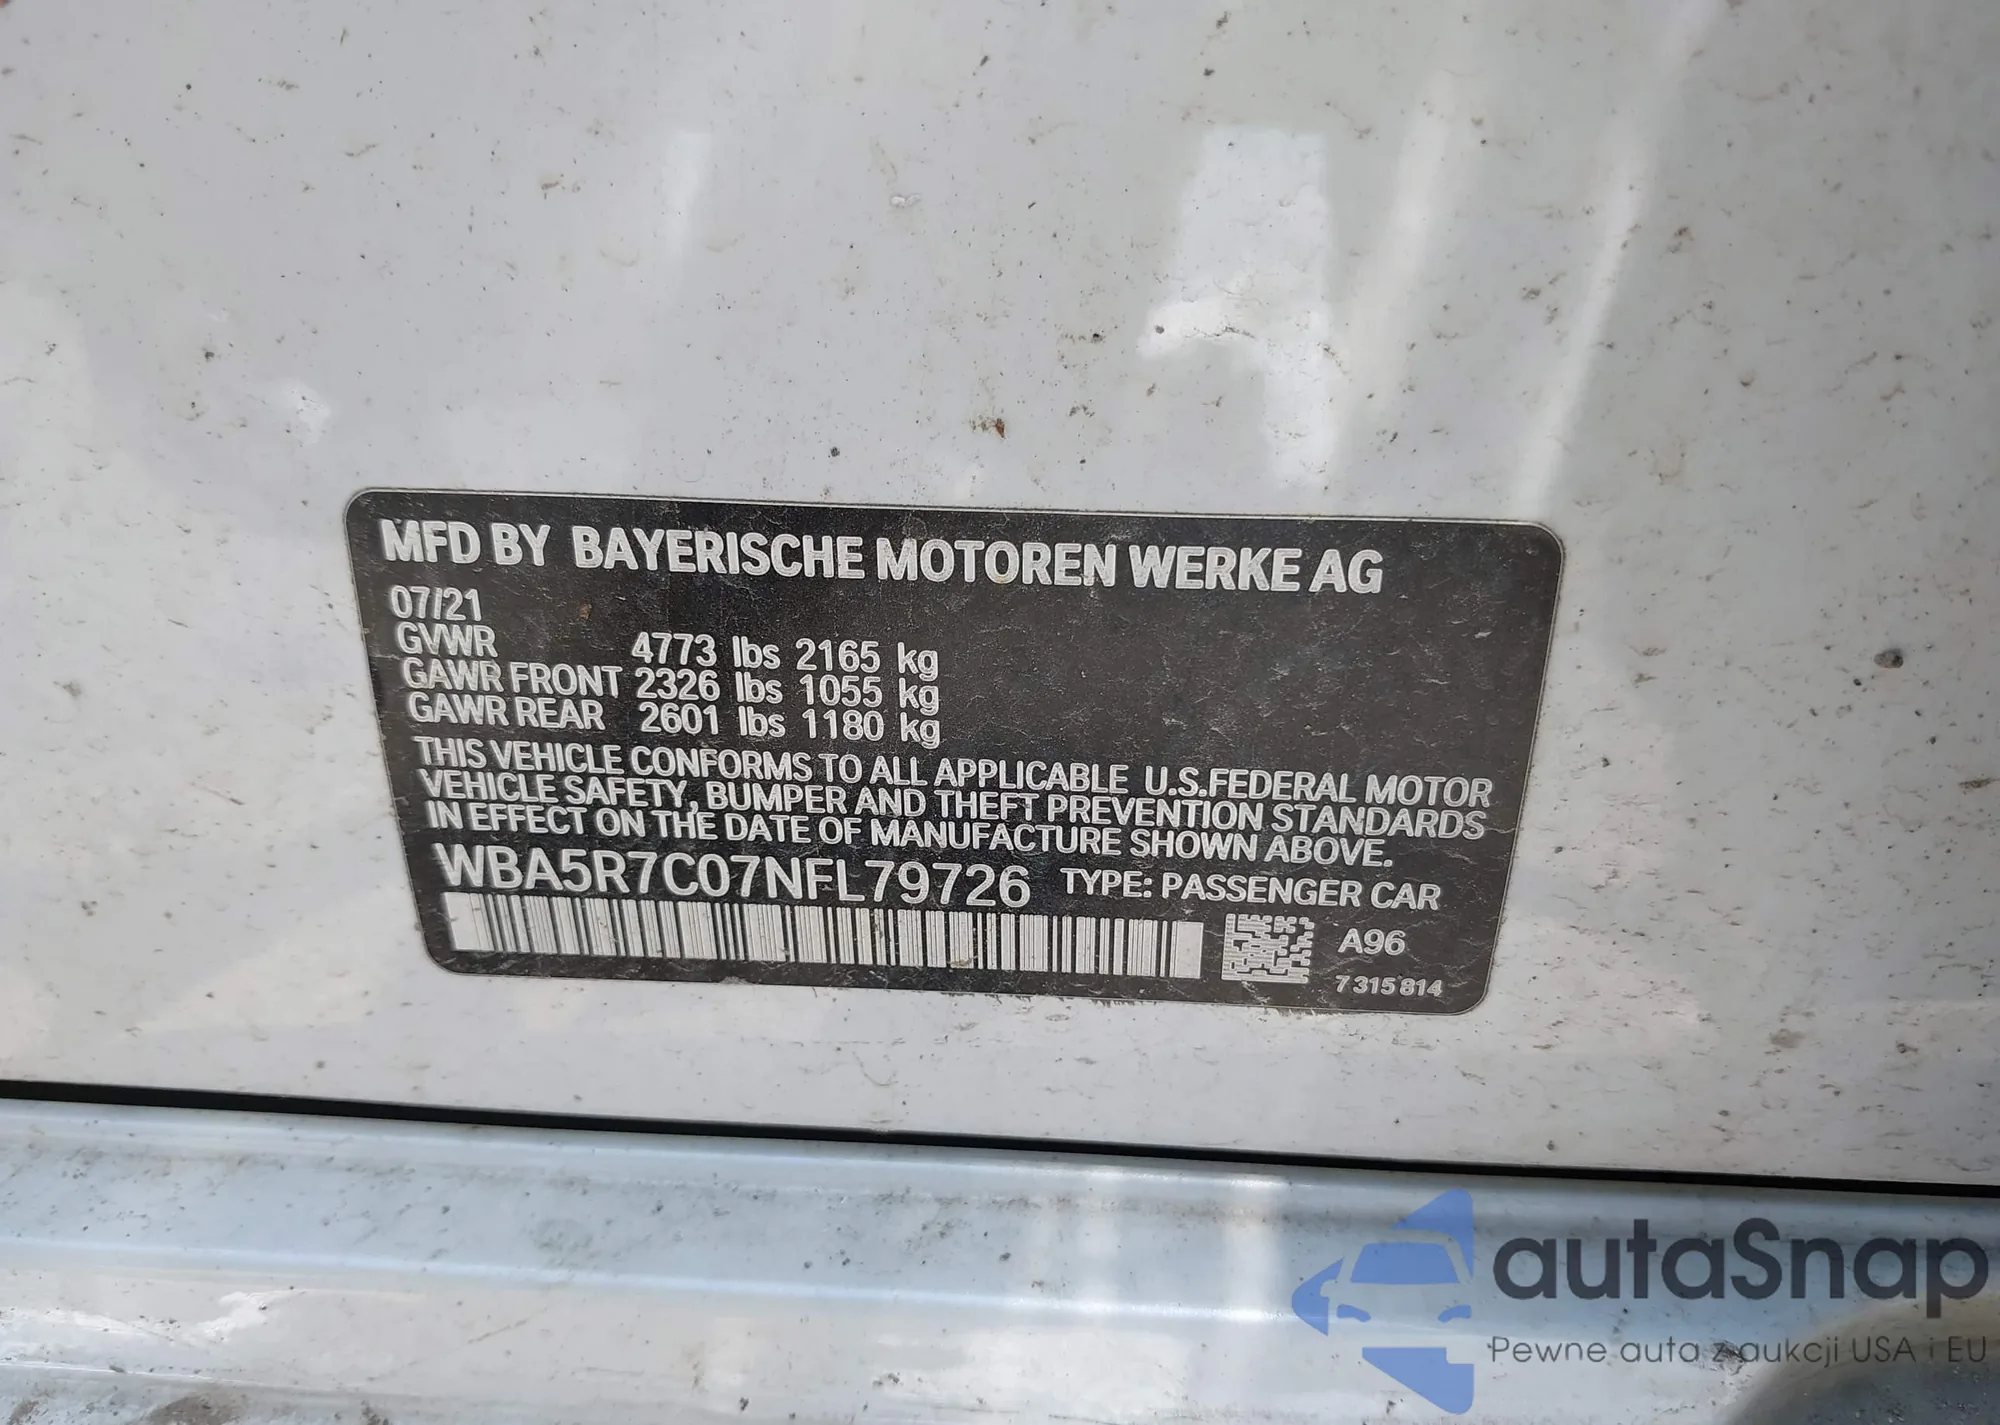 MFD BY BAYERISCHE MOTOREN WERKE AG
07/21
GVWR 4773 lbs 2165 kg
GAWR FRONT 2326 lbs 1055 kg
GAWR REAR 2601 lbs 1180 kg
THIS VEHICLE CONFORMS TO ALL APPLICABLE U.S.FEDERAL MOTOR
VEHICLE SAFETY, BUMPER AND THEFT PREVENTION STANDARDS
IN EFFECT ON THE DATE OF MANUFACTURE SHOWN ABOVE.
WBA5R7C07NFL79726 TYPE: PASSENGER CAR
A96
7 315 814
autaSnap
Pewne auta z aukcji USA i EU